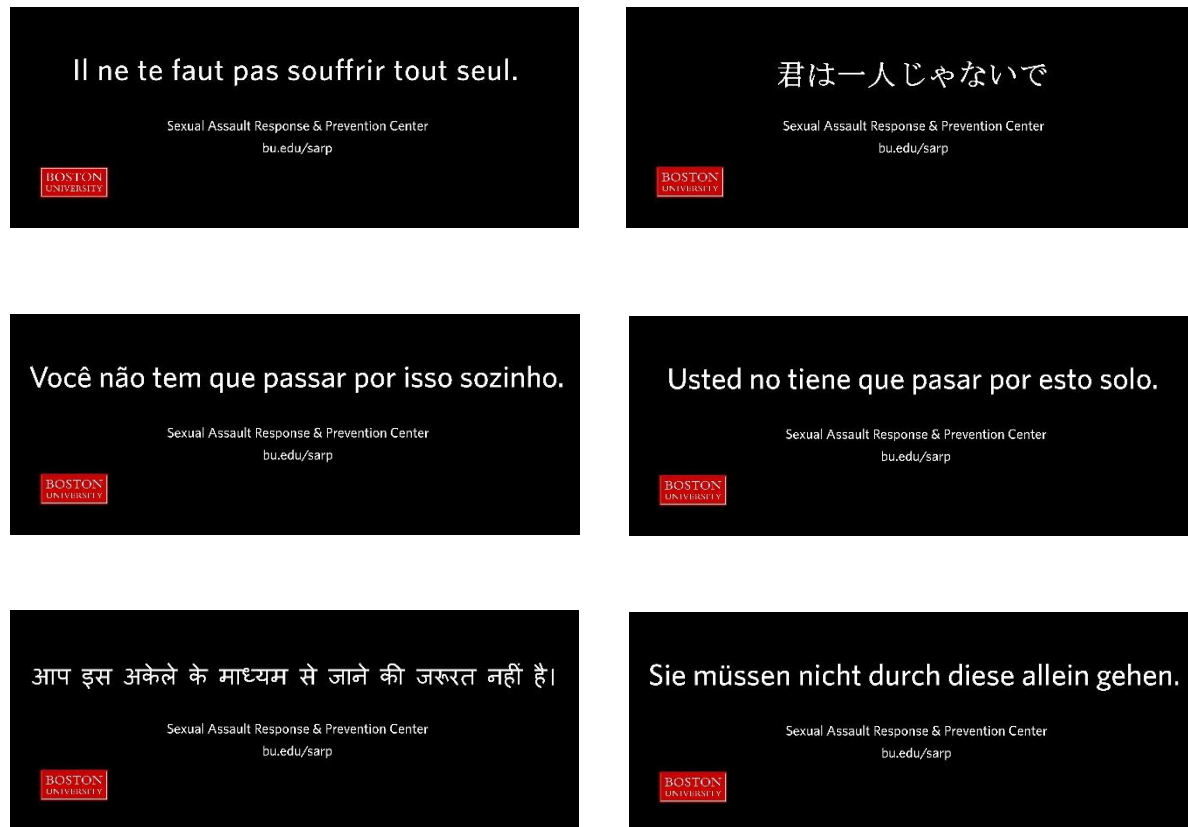 Il ne te faut pas souffrir tout seul.
Sexual Assault Response & Prevention Center
bu.edu/sarp
BOSTON
UNIVERSITY
君は一人じゃないで
Sexual Assault Response & Prevention Center
bu.edu/sarp
BOSTON
UNIVERSITY
Você não tem que passar por isso sozinho.
Sexual Assault Response & Prevention Center
bu.edu/sarp
BOSTON
UNIVERSITY
Usted no tiene que pasar por esto solo.
Sexual Assault Response & Prevention Center
bu.edu/sarp
BOSTON
UNIVERSITY
आप इस अकेले के माध्यम से जाने की जरूरत नहीं है।
Sexual Assault Response & Prevention Center
bu.edu/sarp
BOSTON
UNIVERSITY
Sie müssen nicht durch diese allein gehen.
Sexual Assault Response & Prevention Center
bu.edu/sarp
BOSTON
UNIVERSITY